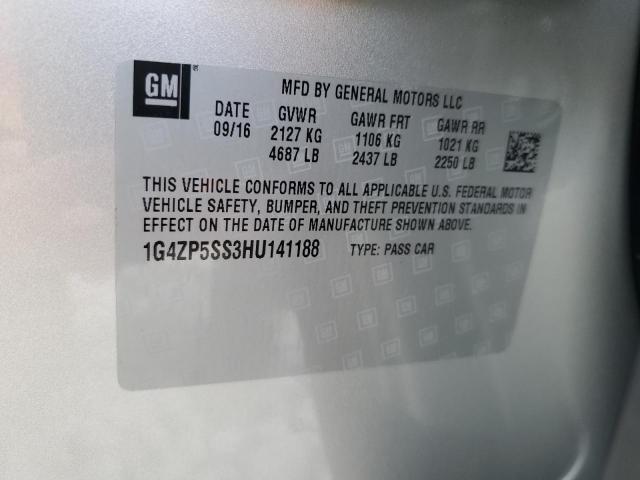 GM
MFD BY GENERAL MOTORS LLC
DATE GVWR GAWR FRT GAWR RR
09/16 2127 KG 1106 KG 1021 KG
4687 LB 2437 LB 2250 LB
THIS VEHICLE CONFORMS TO ALL APPLICABLE U.S. FEDERAL MOTOR
VEHICLE SAFETY, BUMPER, AND THEFT PREVENTION STANDARDS IN
EFFECT ON THE DATE OF MANUFACTURE SHOWN ABOVE.
1G4ZP5SS3HU141188 TYPE: PASS CAR